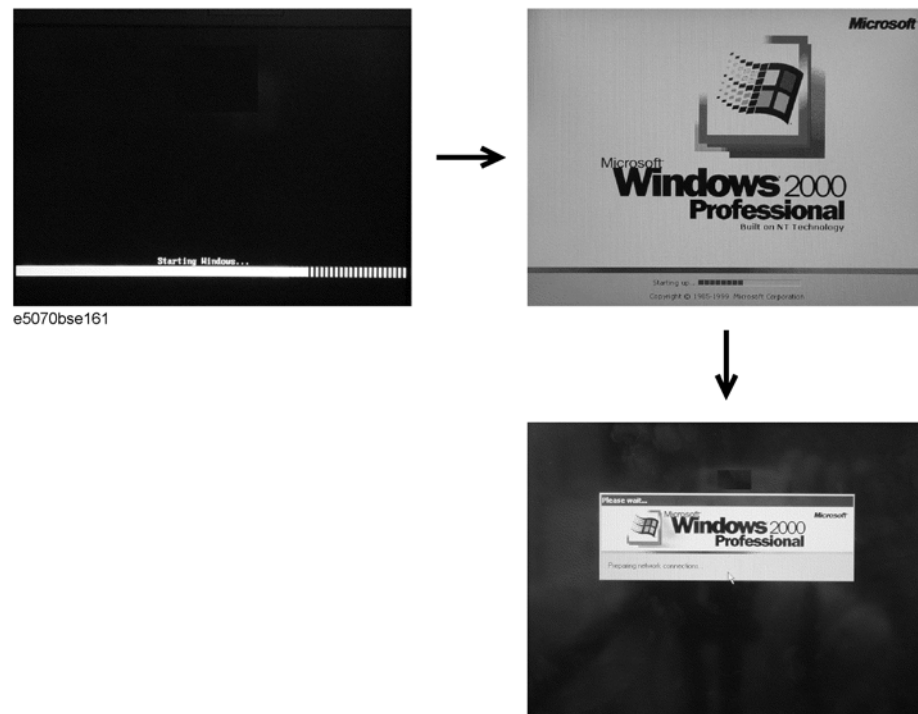 Starting Windows...
e5070bse161
Microsoft
Microsoft
Windows 2000
Professional
Built on NT Technology
Starting up...
Copyright © 1985-1999 Microsoft Corporation
Please wait...
Microsoft
Microsoft
Windows 2000
Professional
Preparing network connections...